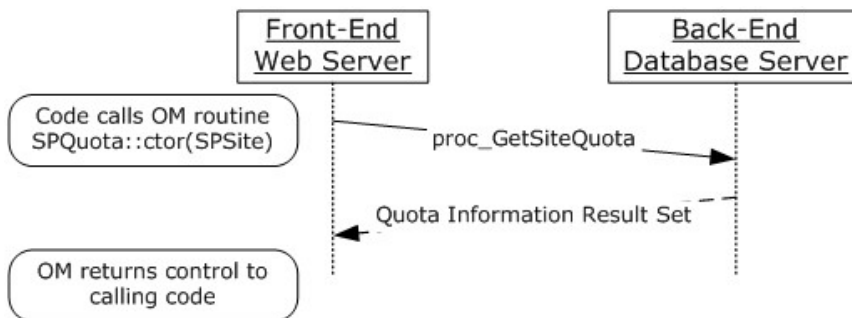 Front-End
Web Server
Back-End
Database Server
Code calls OM routine
SPQuota::ctor(SPSite)
proc_GetSiteQuota
Quota Information Result Set
OM returns control to
calling code